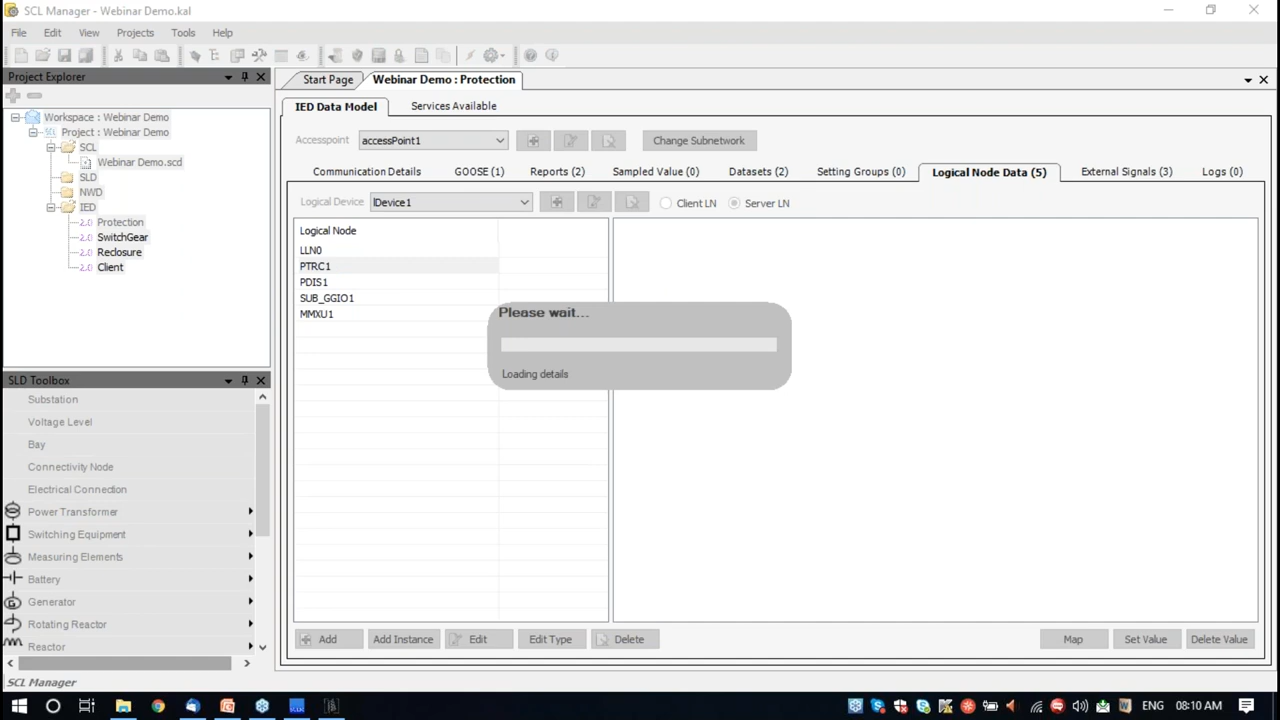 SCL Manager - Webinar Demo.kal
File Edit View Projects Tools Help
Project Explorer
Workspace : Webinar Demo
Project : Webinar Demo
SCL
Webinar Demo.scd
SLD
NWD
IED
2.0 Protection
2.0 SwitchGear
2.0 Reclosure
2.0 Client
SLD Toolbox
Substation
Voltage Level
Bay
Connectivity Node
Electrical Connection
Power Transformer
Switching Equipment
Measuring Elements
Battery
Generator
Rotating Reactor
Reactor
SCL Manager
Start Page Webinar Demo : Protection
IED Data Model Services Available
Accesspoint accessPoint1 Change Subnetwork
Communication Details GOOSE (1) Reports (2) Sampled Value (0) Datasets (2) Setting Groups (0) Logical Node Data (5) External Signals (3) Logs (0)
Logical Device lDevice1 Client LN Server LN
Logical Node
LLN0
PTRC1
PDIS1
SUB_GGIO1
MMXU1
Please wait...
Loading details
Add Add Instance Edit Edit Type Delete Map Set Value Delete Value
ENG 08:10 AM